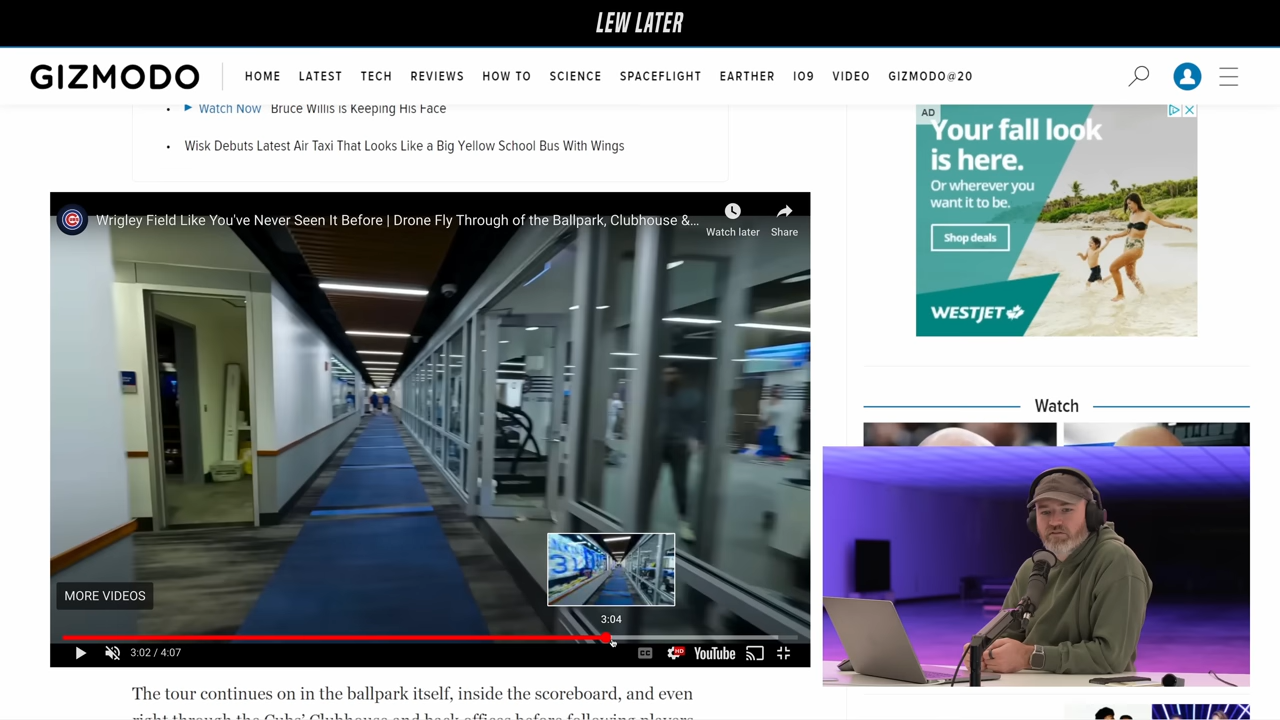 LEW LATER
GIZMODO
HOME LATEST TECH REVIEWS HOW TO SCIENCE SPACEFLIGHT EARTHER IO9 VIDEO GIZMODO@20
Watch Now Bruce Willis is Keeping His Face
Wisk Debuts Latest Air Taxi That Looks Like a Big Yellow School Bus With Wings
AD
Your fall look
is here.
Or wherever you
want it to be.
Shop deals
WESTJET
Wrigley Field Like You've Never Seen It Before | Drone Fly Through of the Ballpark, Clubhouse &...
Watch later
Share
Watch
MORE VIDEOS
3:04
3:02 / 4:07
CC
HD
YouTube
The tour continues on in the ballpark itself, inside the scoreboard, and even
right through the Cubs' Clubhouse and back offices before following players